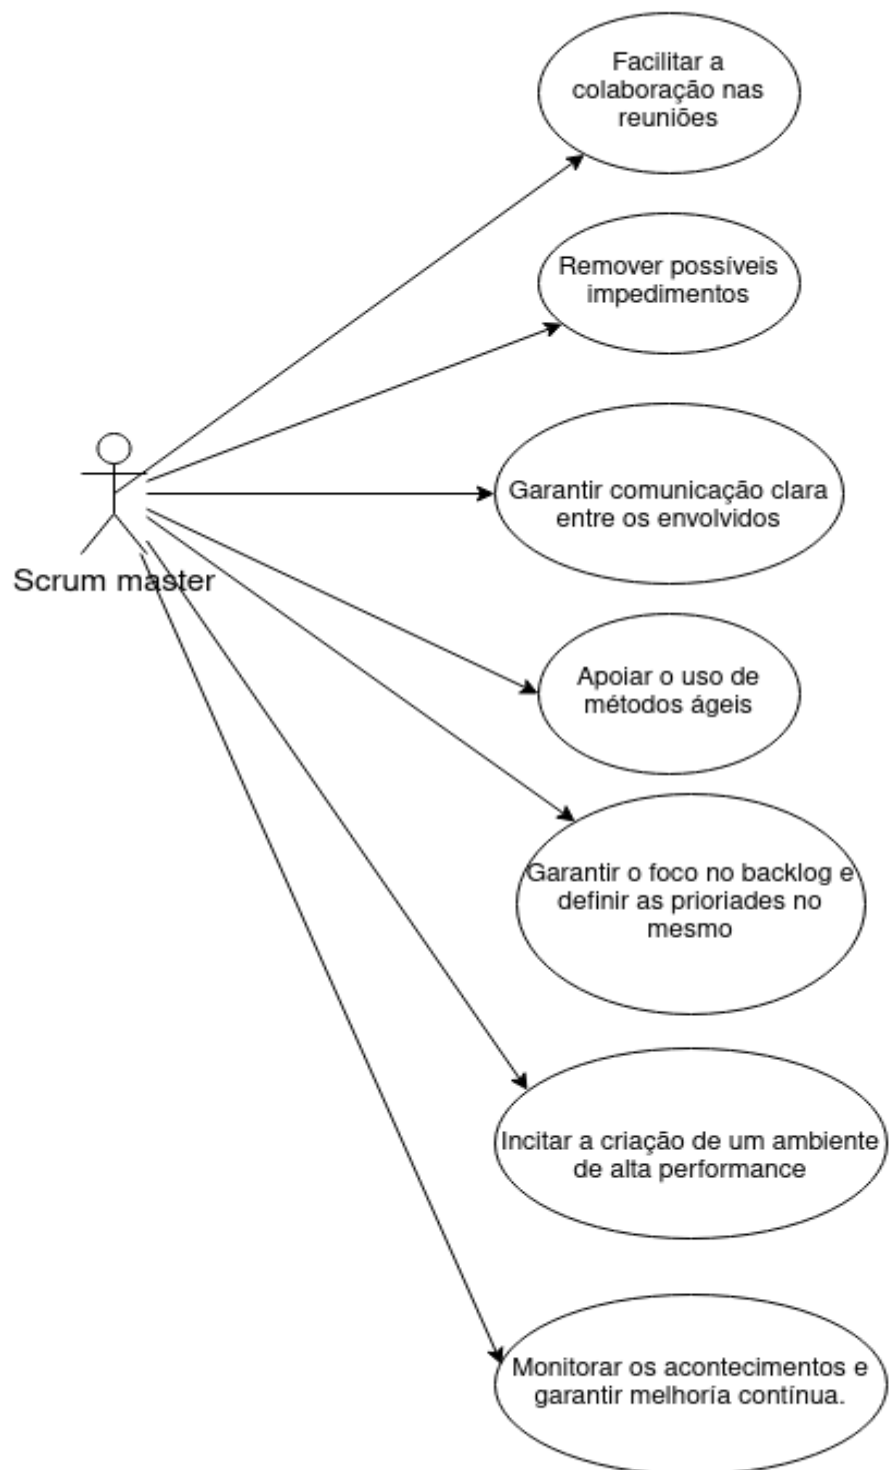 Facilitar a
colaboração nas
reuniões
Remover possíveis
impedimentos
Garantir comunicação clara
entre os envolvidos
Scrum master
Apoiar o uso de
métodos ágeis
Garantir o foco no backlog e
definir as prioriades no
mesmo
Incitar a criação de um ambiente
de alta performance
Monitorar os acontecimentos e
garantir melhoría contínua.